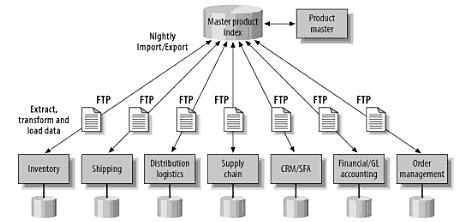 Master product
index
Product
master
Nightly
Import/Export
FTP FTP FTP FTP FTP FTP FTP
Extract,
transform and
load data
Inventory
Shipping
Distribution
logistics
Supply
chain
CRM/SFA
Financial/GL
accounting
Order
management